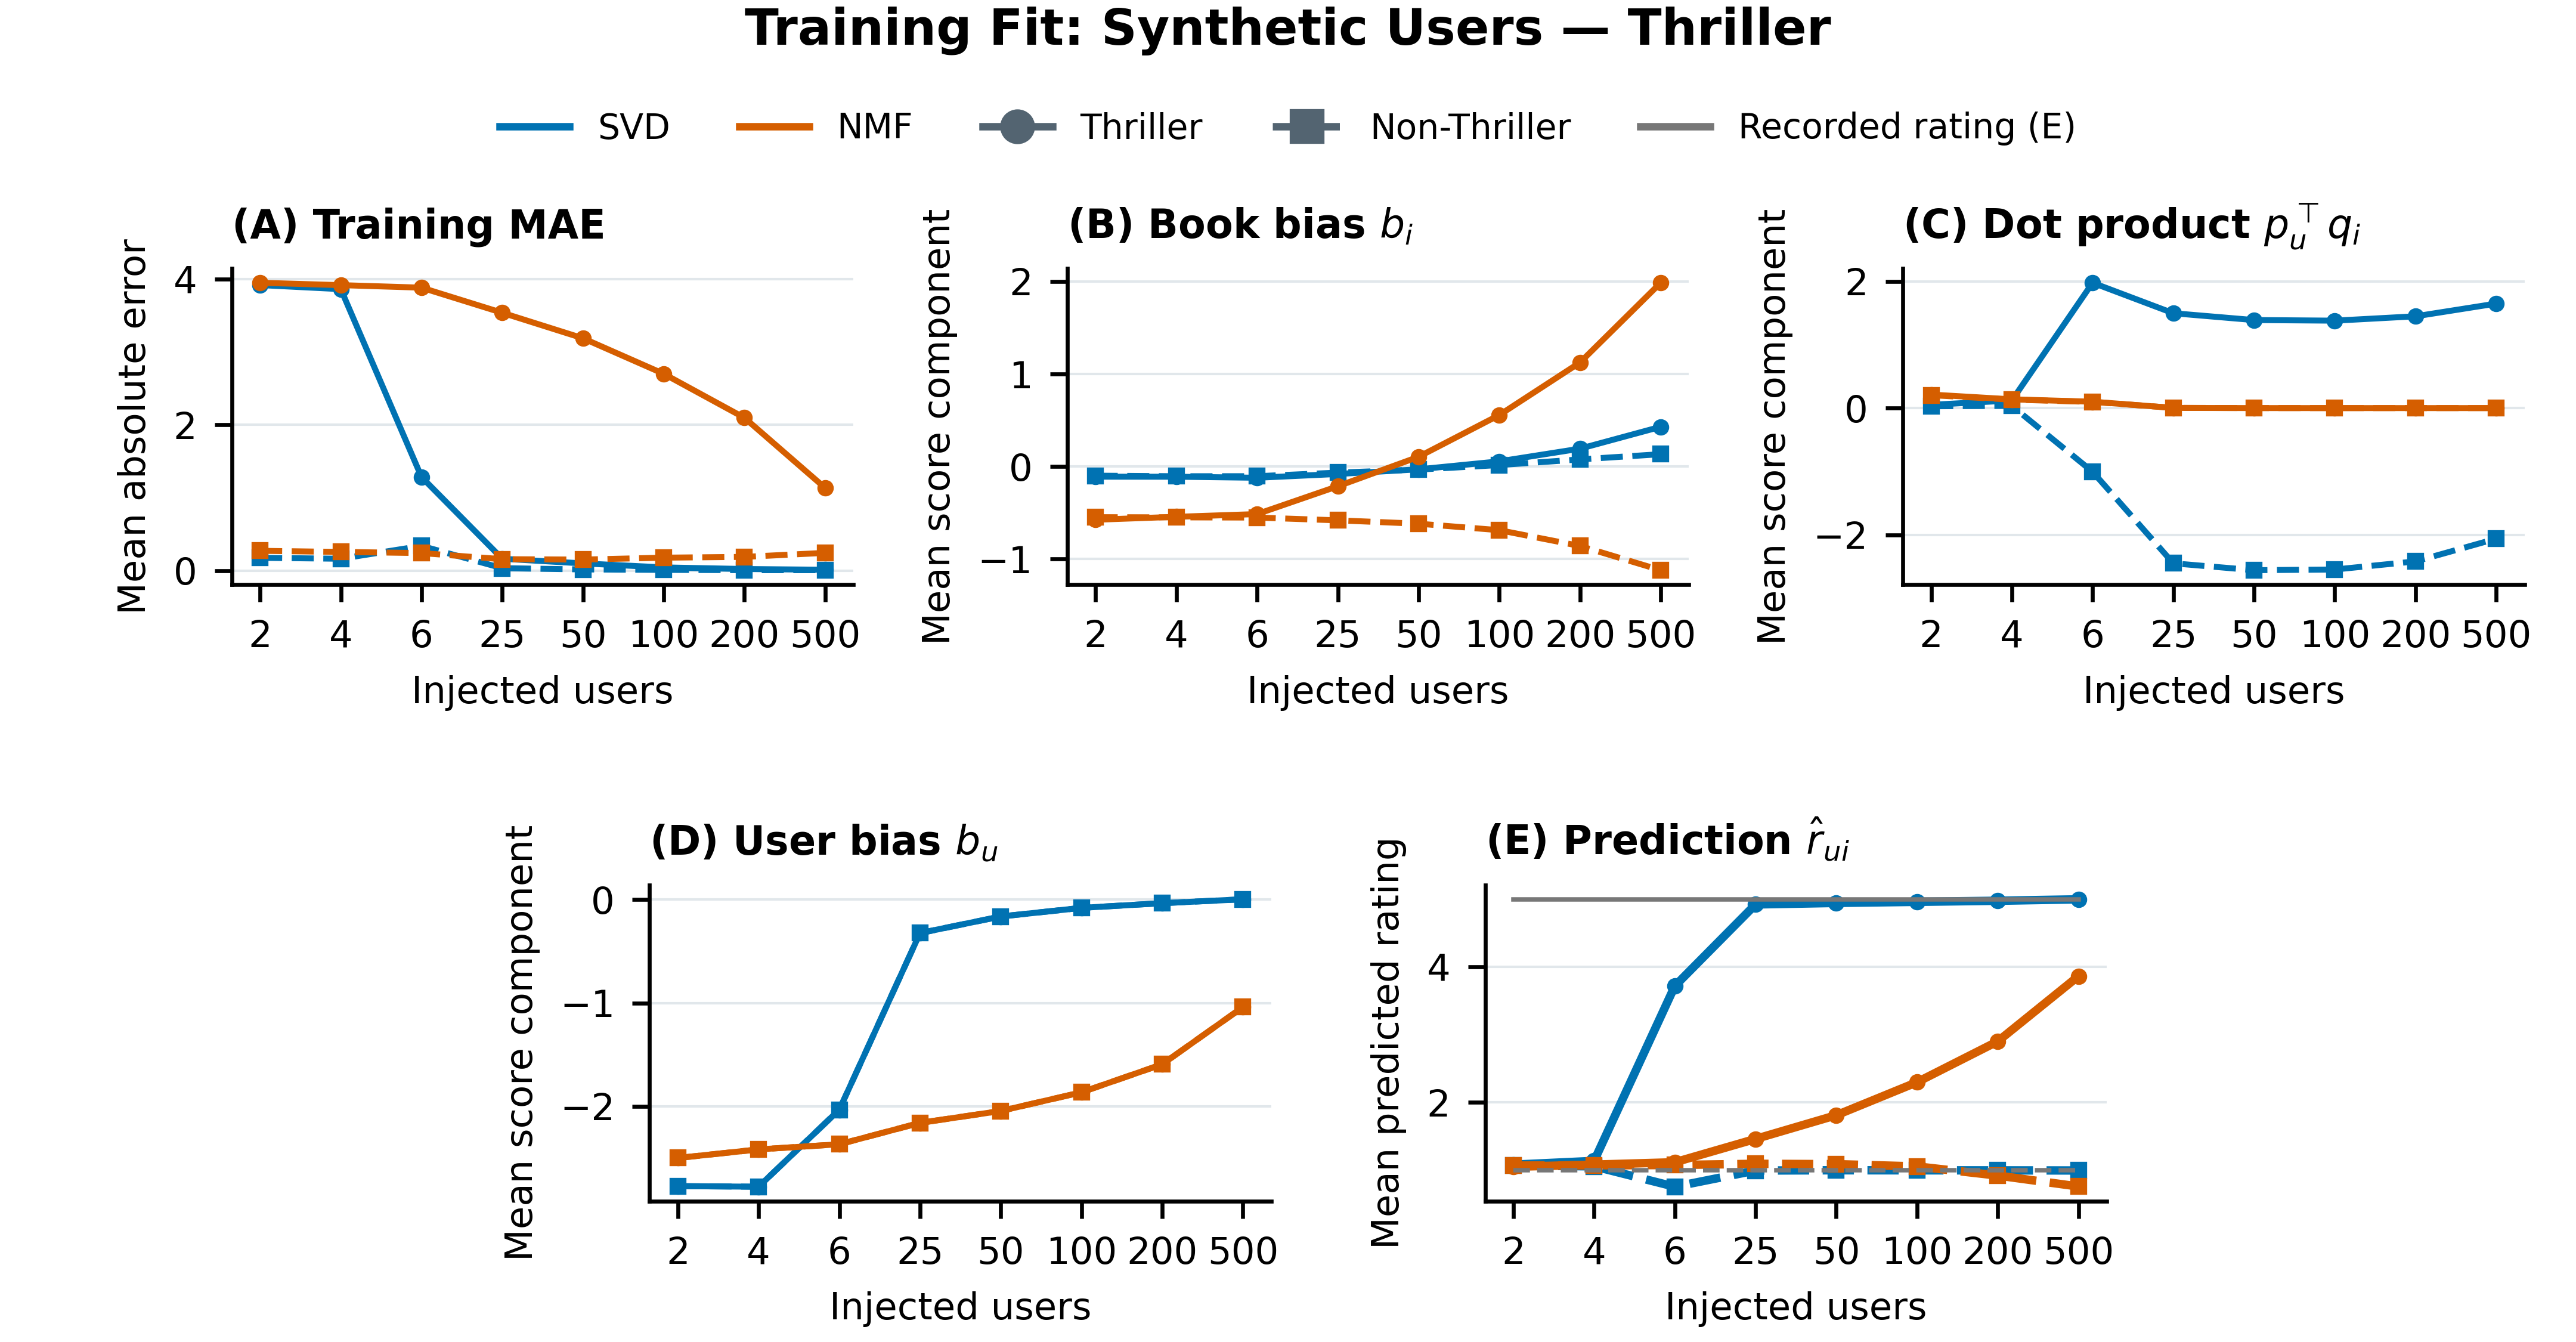 Training Fit: Synthetic Users — Thriller
SVD NMF Thriller Non-Thriller Recorded rating (E)
(A) Training MAE
Mean absolute error
4
2
0
2 4 6 25 50 100 200 500
Injected users
(B) Book bias b_i
Mean score component
2
1
0
−1
2 4 6 25 50 100 200 500
Injected users
(C) Dot product p_u^⊤ q_i
Mean score component
2
0
−2
2 4 6 25 50 100 200 500
Injected users
(D) User bias b_u
Mean score component
0
−1
−2
2 4 6 25 50 100 200 500
Injected users
(E) Prediction r̂_ui
Mean predicted rating
4
2
2 4 6 25 50 100 200 500
Injected users